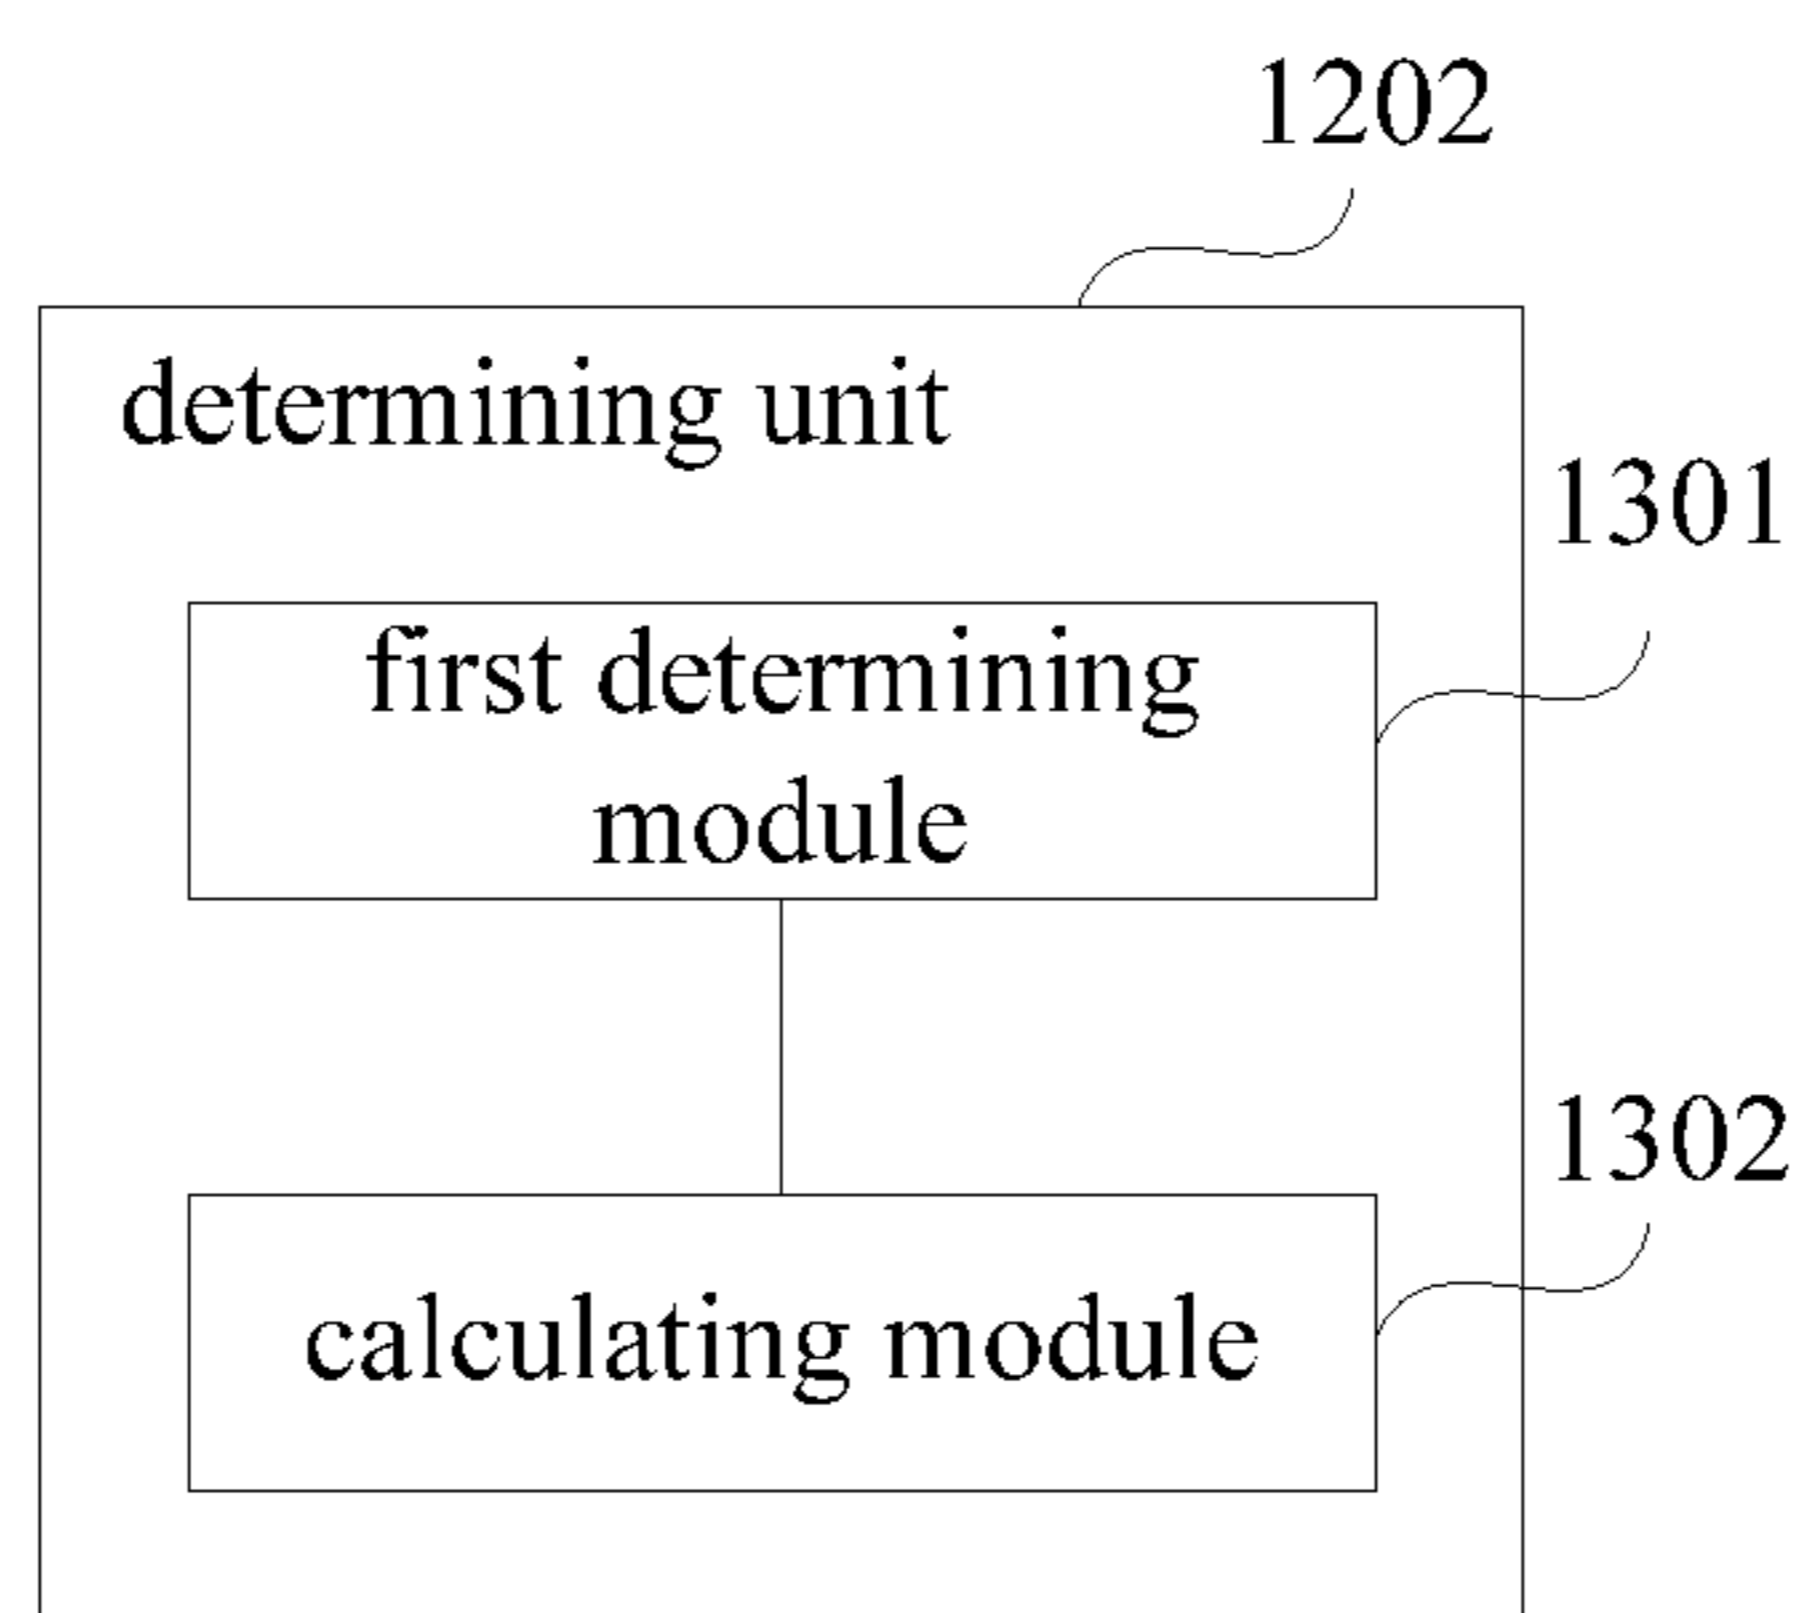 1202
determining unit
1301
first determining
module
1302
calculating module